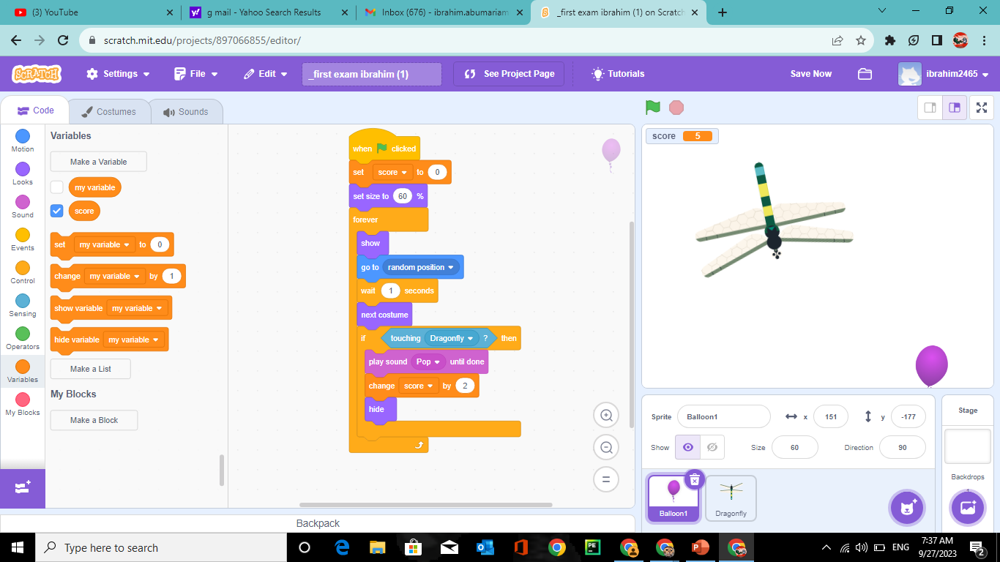 (3) YouTube
g mail - Yahoo Search Results
Inbox (676) - ibrahim.abumariam
_first exam ibrahim (1) on Scratch
scratch.mit.edu/projects/897066855/editor/
SCRATCH
Settings
File
Edit
_first exam ibrahim (1)
See Project Page
Tutorials
Save Now
ibrahim2465
Code
Costumes
Sounds
Motion
Looks
Sound
Events
Control
Sensing
Operators
Variables
My Blocks
Variables
Make a Variable
my variable
score
set my variable to 0
change my variable by 1
show variable my variable
hide variable my variable
Make a List
My Blocks
Make a Block
when clicked
set score to 0
set size to 60 %
forever
show
go to random position
wait 1 seconds
next costume
if touching Dragonfly ? then
play sound Pop until done
change score by 2
hide
Backpack
score 5
Sprite Balloon1 x 151 y -177
Show Size 60 Direction 90
Balloon1
Dragonfly
Stage
Backdrops
1
Type here to search
ENG
7:37 AM
9/27/2023
2